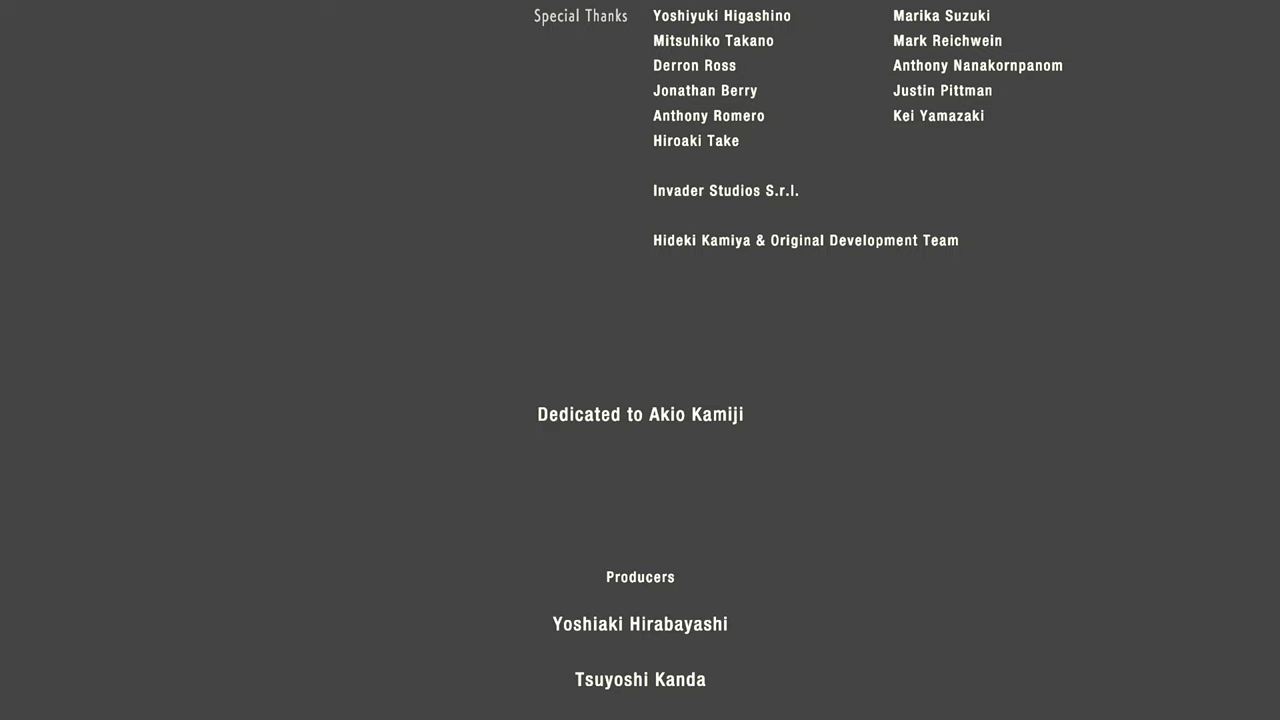 Special Thanks Yoshiyuki Higashino Marika Suzuki
Mitsuhiko Takano Mark Reichwein
Derron Ross Anthony Nanakornpanom
Jonathan Berry Justin Pittman
Anthony Romero Kei Yamazaki
Hiroaki Take
Invader Studios S.r.l.
Hideki Kamiya & Original Development Team
Dedicated to Akio Kamiji
Producers
Yoshiaki Hirabayashi
Tsuyoshi Kanda